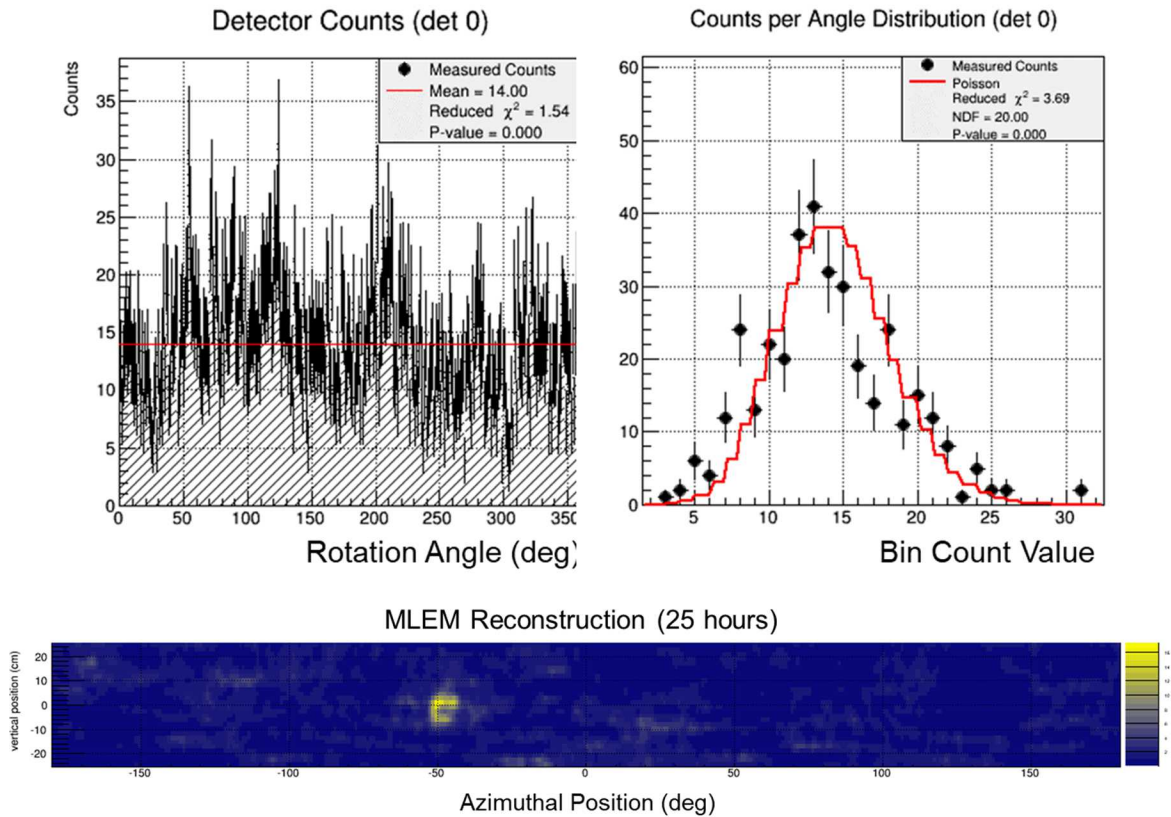 Detector Counts (det 0)
Counts
35
30
25
20
15
10
5
0
0 50 100 150 200 250 300 350
Rotation Angle (deg)
Measured Counts
Mean = 14.00
Reduced χ² = 1.54
P-value = 0.000
Counts per Angle Distribution (det 0)
60
50
40
30
20
10
0
5 10 15 20 25 30
Bin Count Value
Measured Counts
Poisson
Reduced χ² = 3.69
NDF = 20.00
P-value = 0.000
MLEM Reconstruction (25 hours)
vertical position (cm)
20
10
0
-10
-20
-150 -100 -50 0 50 100 150
Azimuthal Position (deg)